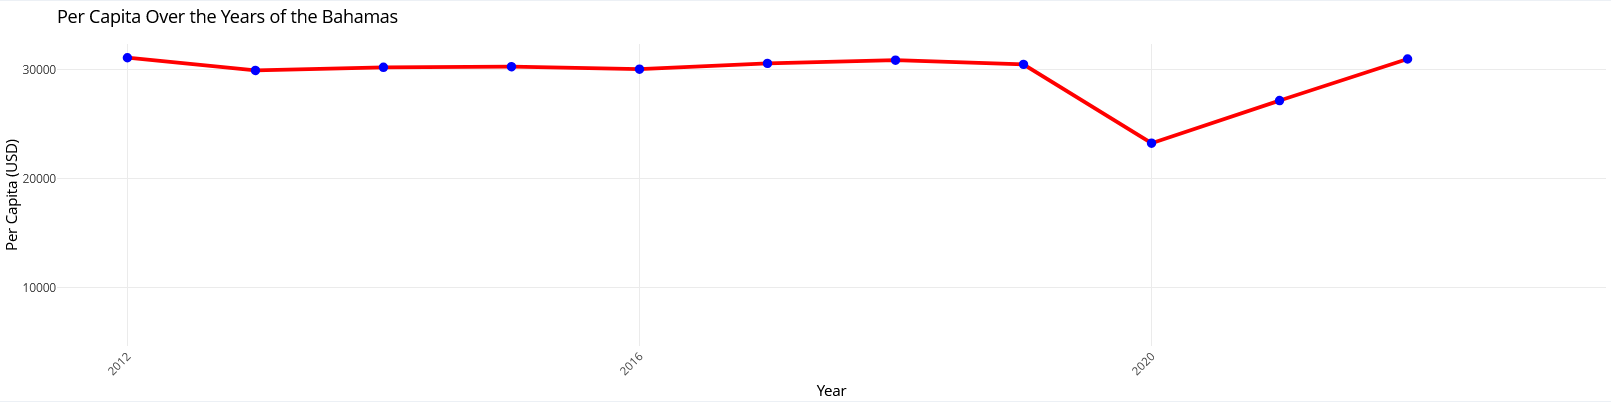 Per Capita Over the Years of the Bahamas
Per Capita (USD)
30000
20000
10000
2012
2016
2020
Year